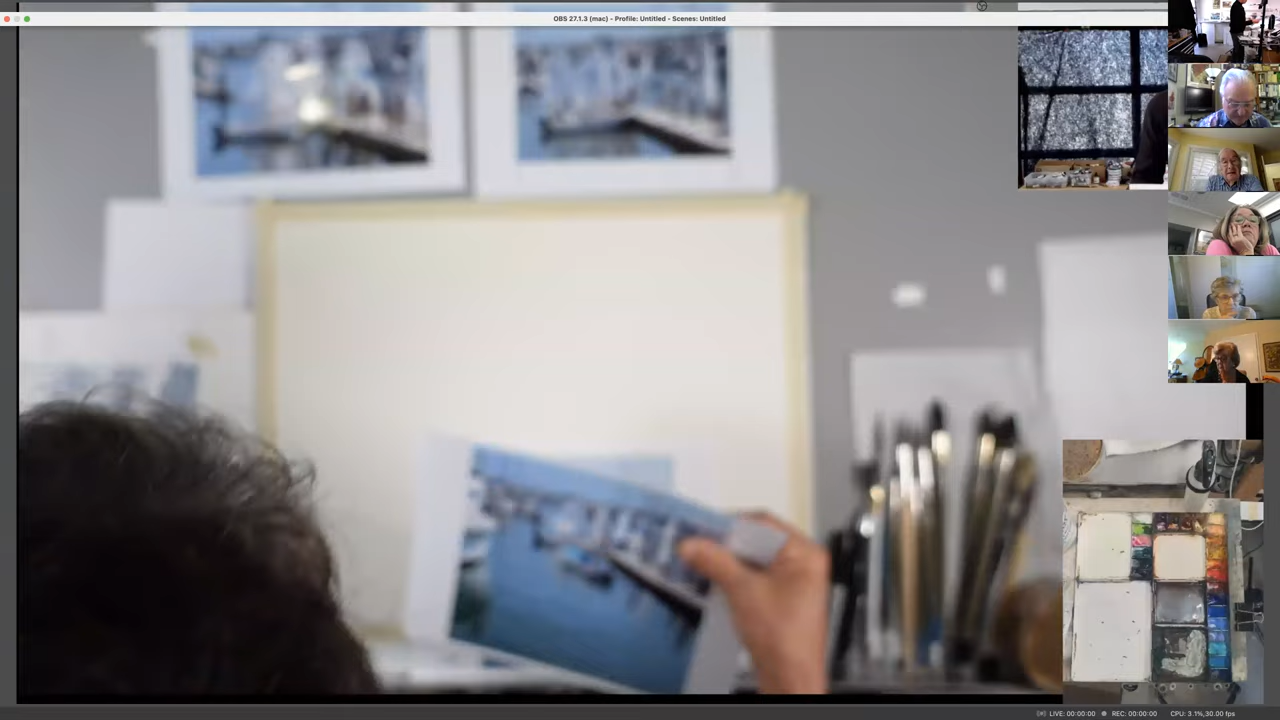 OBS 27.1.3 (mac) - Profile: Untitled - Scenes: Untitled
LIVE: 00:00:00
REC: 00:00:00
CPU: 3.1%,30.00 fps